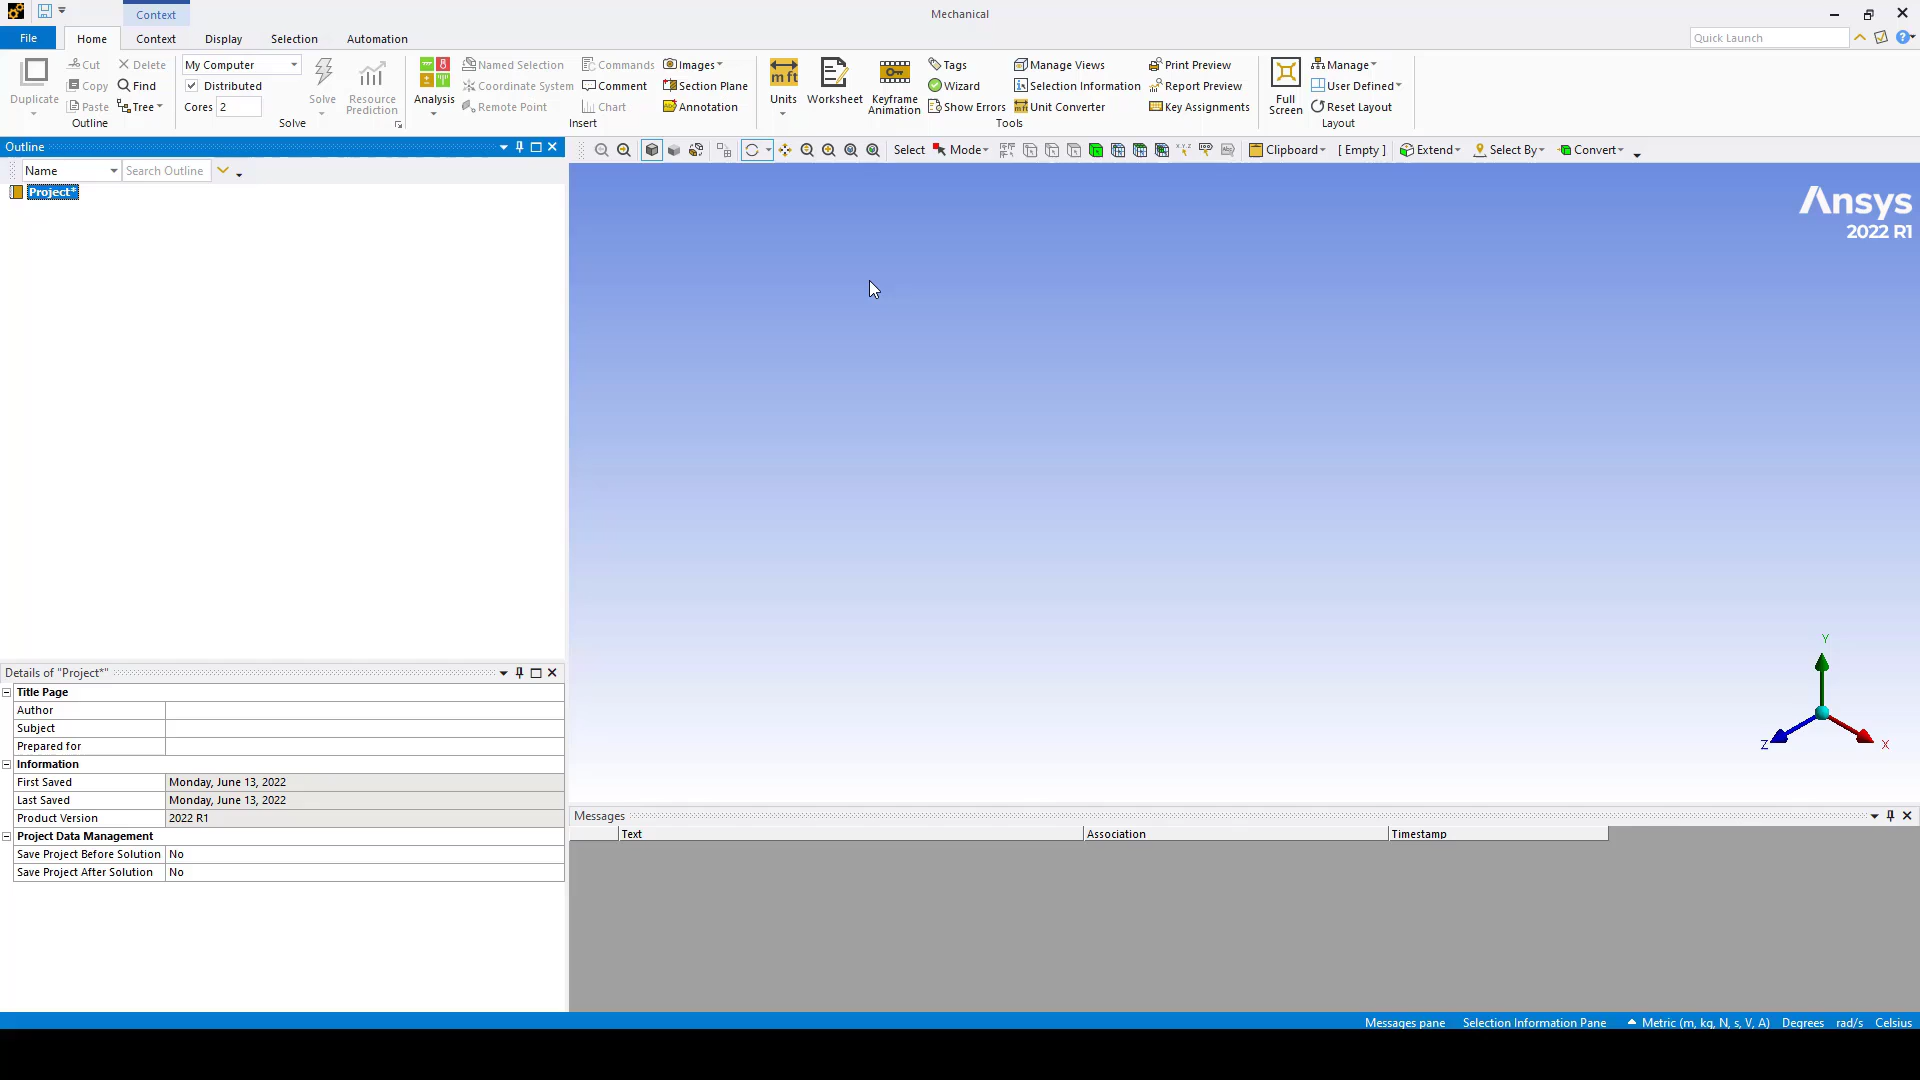 Context
Mechanical
File Home Context Display Selection Automation
Quick Launch
Duplicate Cut Copy Paste Delete Find Tree
Outline
My Computer
Distributed
Cores 2
Solve Resource Prediction
Solve
Analysis Named Selection Coordinate System Remote Point Commands Comment Chart Images Section Plane Annotation
Insert
Units Worksheet Keyframe Animation Tags Wizard Show Errors Manage Views Selection Information Unit Converter Print Preview Report Preview Key Assignments
Tools
Full Screen Manage User Defined Reset Layout
Layout
Outline
Select Mode Clipboard [ Empty ] Extend Select By Convert
Name Search Outline
Project*
Ansys
2022 R1
Y
Z
X
Details of "Project*"
Title Page
Author
Subject
Prepared for
Information
First Saved Monday, June 13, 2022
Last Saved Monday, June 13, 2022
Product Version 2022 R1
Project Data Management
Save Project Before Solution No
Save Project After Solution No
Messages
Text Association Timestamp
Messages pane Selection Information Pane Metric (m, kg, N, s, V, A) Degrees rad/s Celsius